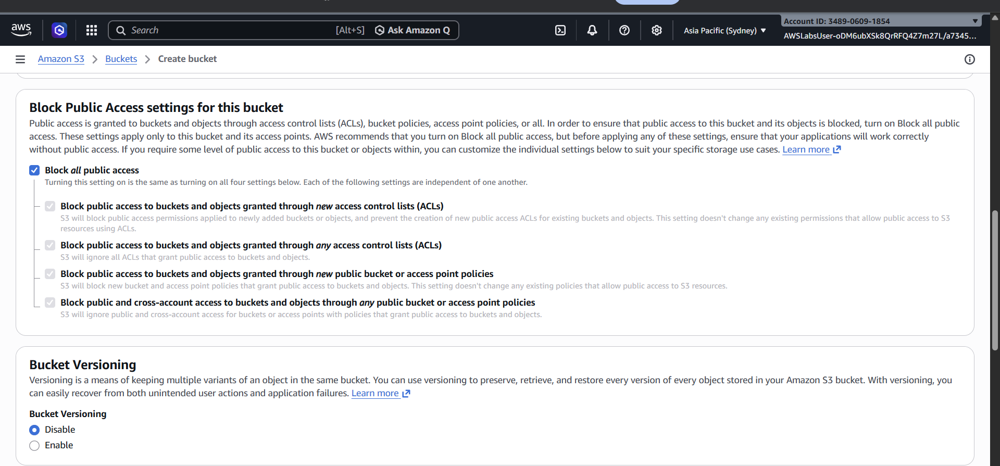 aws
Search
[Alt+S]
Ask Amazon Q
Asia Pacific (Sydney)
Account ID: 3489-0609-1854
AWSLabsUser-oDM6ubXSk8QrRFQ4Z7m27L/a7345...
Amazon S3
Buckets
Create bucket
Block Public Access settings for this bucket
Public access is granted to buckets and objects through access control lists (ACLs), bucket policies, access point policies, or all. In order to ensure that public access to this bucket and its objects is blocked, turn on Block all public
access. These settings apply only to this bucket and its access points. AWS recommends that you turn on Block all public access, but before applying any of these settings, ensure that your applications will work correctly
without public access. If you require some level of public access to this bucket or objects within, you can customize the individual settings below to suit your specific storage use cases. Learn more
Block all public access
Turning this setting on is the same as turning on all four settings below. Each of the following settings are independent of one another.
Block public access to buckets and objects granted through new access control lists (ACLs)
S3 will block public access permissions applied to newly added buckets or objects, and prevent the creation of new public access ACLs for existing buckets and objects. This setting doesn't change any existing permissions that allow public access to S3
resources using ACLs.
Block public access to buckets and objects granted through any access control lists (ACLs)
S3 will ignore all ACLs that grant public access to buckets and objects.
Block public access to buckets and objects granted through new public bucket or access point policies
S3 will block new bucket and access point policies that grant public access to buckets and objects. This setting doesn't change any existing policies that allow public access to S3 resources.
Block public and cross-account access to buckets and objects through any public bucket or access point policies
S3 will ignore public and cross-account access for buckets or access points with policies that grant public access to buckets and objects.
Bucket Versioning
Versioning is a means of keeping multiple variants of an object in the same bucket. You can use versioning to preserve, retrieve, and restore every version of every object stored in your Amazon S3 bucket. With versioning, you
can easily recover from both unintended user actions and application failures. Learn more
Bucket Versioning
Disable
Enable